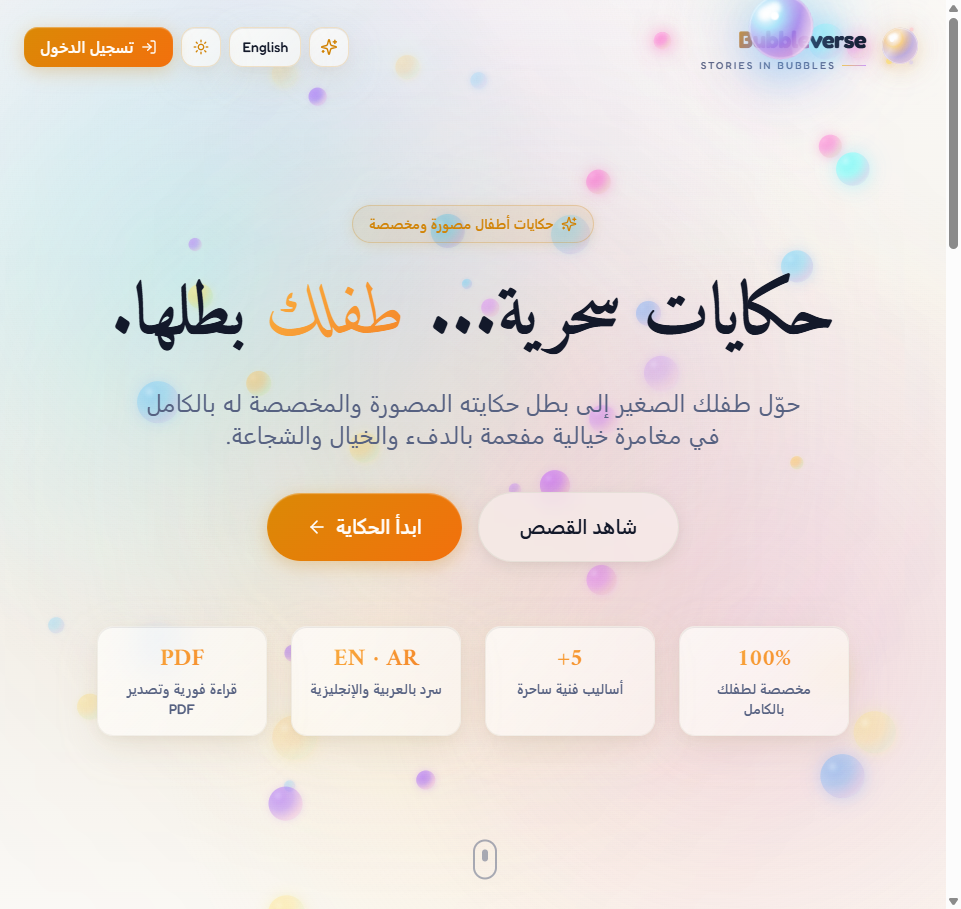 Bubbleverse
STORIES IN BUBBLES
English
تسجيل الدخول
حكايات أطفال مصورة ومخصصة
حكايات سحرية... طفلك بطلها.
حوّل طفلك الصغير إلى بطل حكايته المصورة والمخصصة له بالكامل
في مغامرة خيالية مفعمة بالدفء والخيال والشجاعة.
شاهد القصص
ابدأ الحكاية
100%
مخصصة لطفلك
بالكامل
+5
أساليب فنية ساحرة
EN · AR
سرد بالعربية والإنجليزية
PDF
قراءة فورية وتصدير
PDF